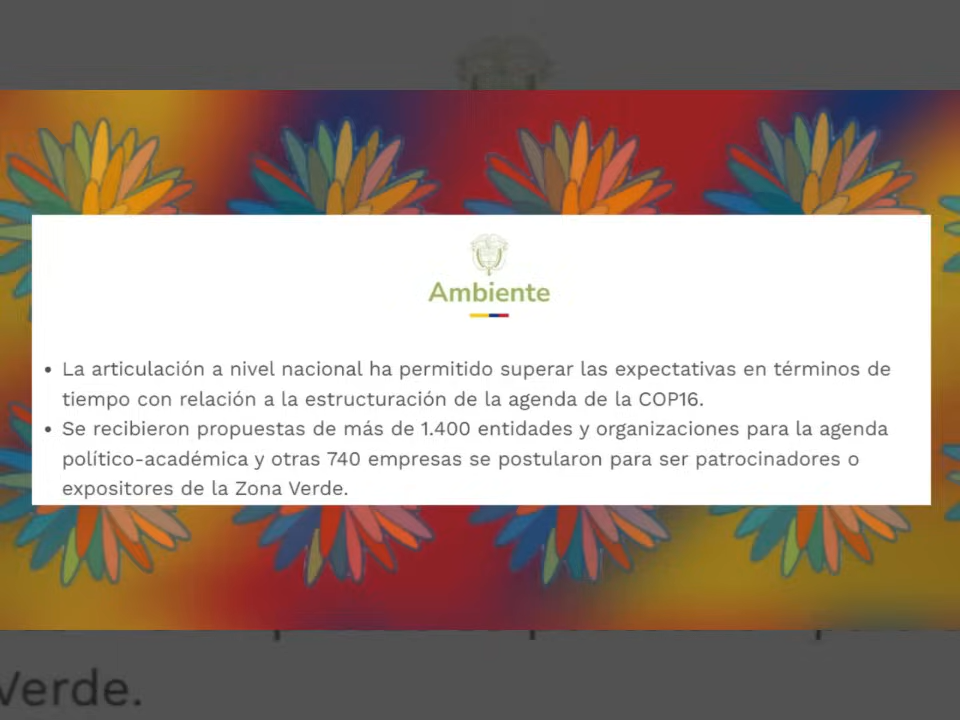 Ambiente
La articulación a nivel nacional ha permitido superar las expectativas en términos de
tiempo con relación a la estructuración de la agenda de la COP16.
Se recibieron propuestas de más de 1.400 entidades y organizaciones para la agenda
político-académica y otras 740 empresas se postularon para ser patrocinadores o
expositores de la Zona Verde.
Verde.